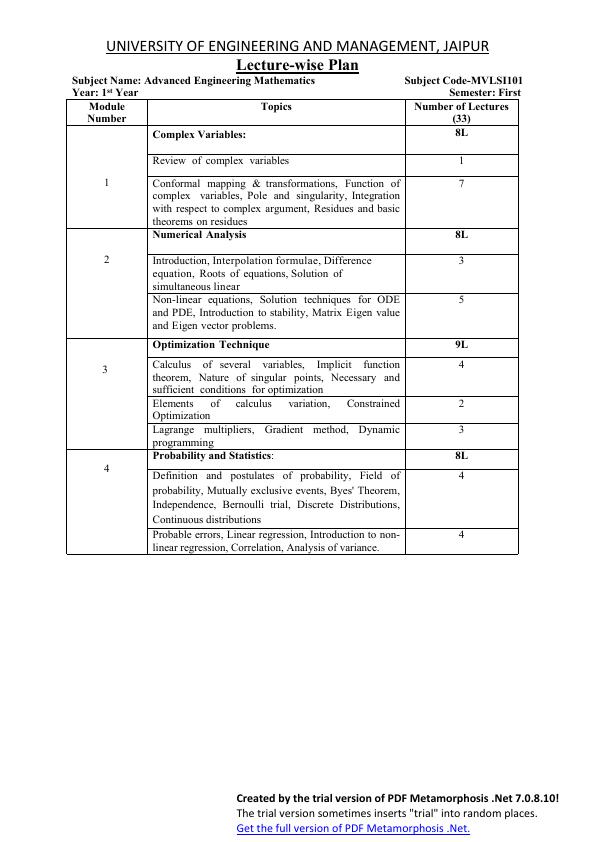 UNIVERSITY OF ENGINEERING AND MANAGEMENT, JAIPUR
Lecture-wise Plan
Subject Name: Advanced Engineering Mathematics Subject Code-MVLSI101
Year: 1st Year Semester: First
Module Topics Number of Lectures
Number (33)
Complex Variables: 8L
Review of complex variables 1
1 Conformal mapping & transformations, Function of 7
complex variables, Pole and singularity, Integration
with respect to complex argument, Residues and basic
theorems on residues
Numerical Analysis 8L
2 Introduction, Interpolation formulae, Difference 3
equation, Roots of equations, Solution of
simultaneous linear
Non-linear equations, Solution techniques for ODE 5
and PDE, Introduction to stability, Matrix Eigen value
and Eigen vector problems.
Optimization Technique 9L
3 Calculus of several variables, Implicit function 4
theorem, Nature of singular points, Necessary and
sufficient conditions for optimization
Elements of calculus variation, Constrained 2
Optimization
Lagrange multipliers, Gradient method, Dynamic 3
programming
Probability and Statistics: 8L
4 Definition and postulates of probability, Field of 4
probability, Mutually exclusive events, Byes' Theorem,
Independence, Bernoulli trial, Discrete Distributions,
Continuous distributions
Probable errors, Linear regression, Introduction to non- 4
linear regression, Correlation, Analysis of variance.
Created by the trial version of PDF Metamorphosis .Net 7.0.8.10!
The trial version sometimes inserts "trial" into random places.
Get the full version of PDF Metamorphosis .Net.